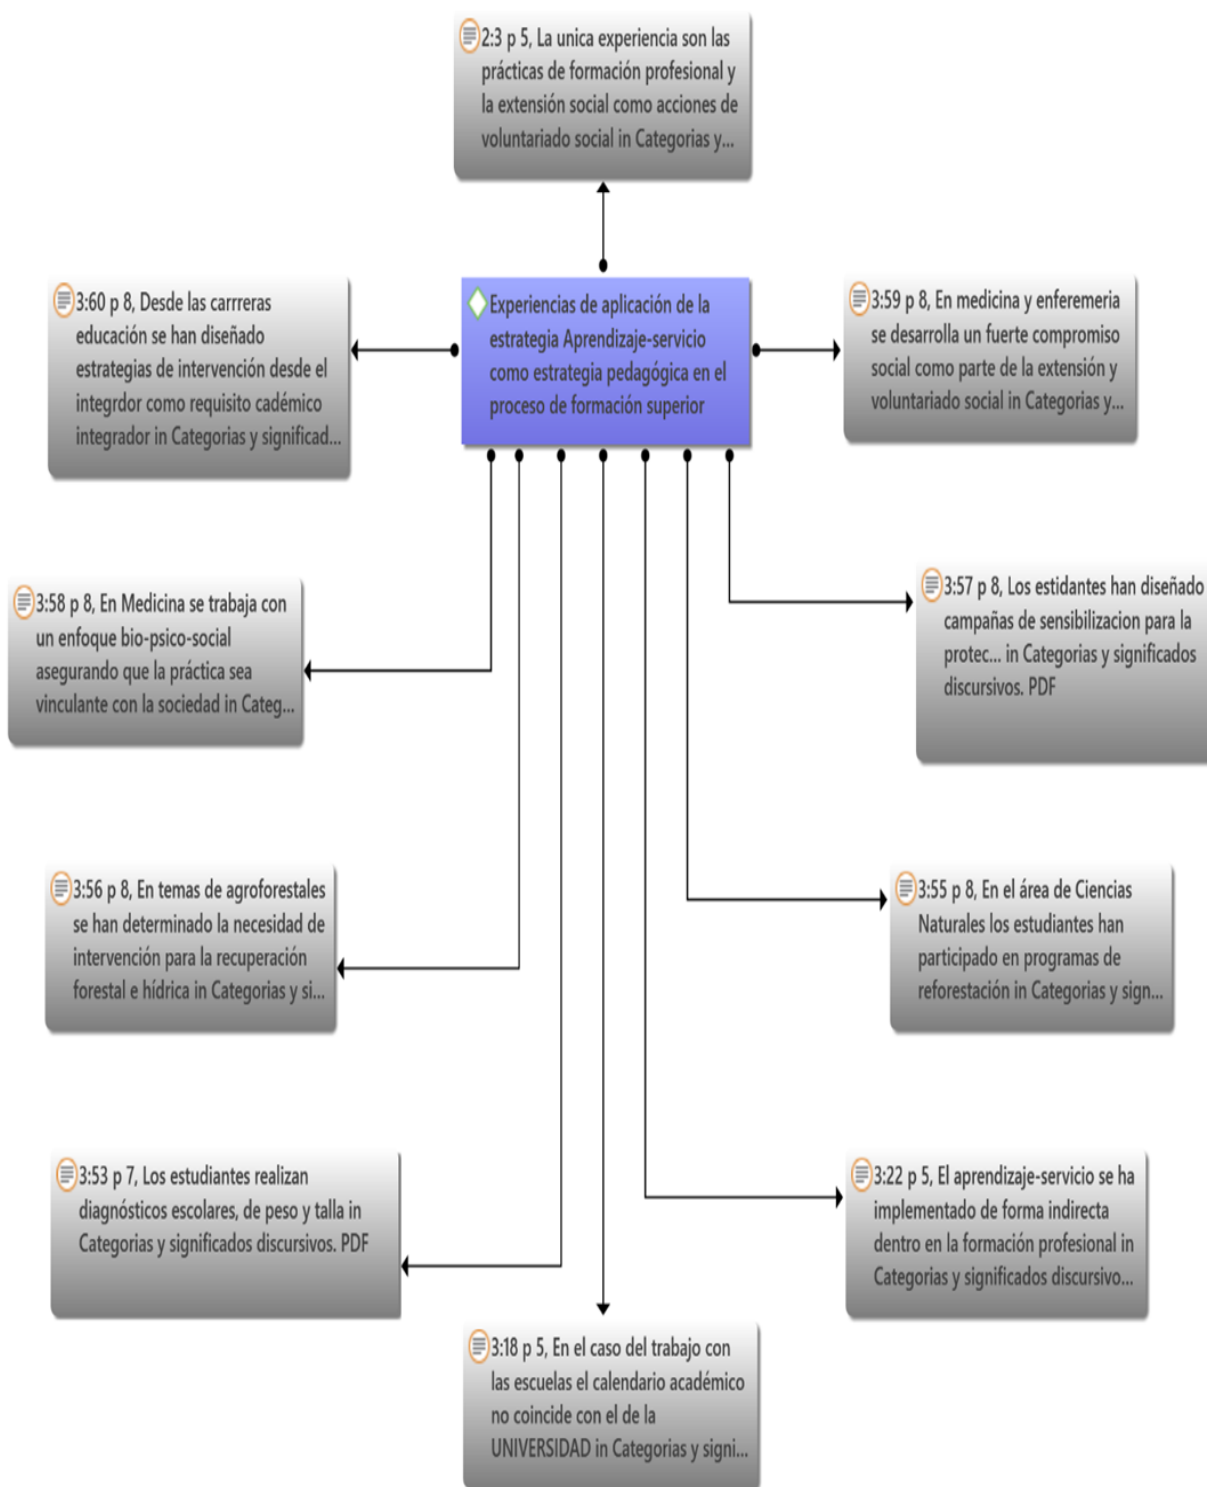 2:3 p 5, La unica experiencia son las
prácticas de formación profesional y
la extensión social como acciones de
voluntariado social in Categorias y...
3:60 p 8, Desde las carrreras
educación se han diseñado
estrategias de intervención desde el
integrdor como requisito cadémico
integrador in Categorias y significad...
Experiencias de aplicación de la
estrategia Aprendizaje-servicio
como estrategia pedagógica en el
proceso de formación superior
3:59 p 8, En medicina y enferemeria
se desarrolla un fuerte compromiso
social como parte de la extensión y
voluntariado social in Categorias y...
3:58 p 8, En Medicina se trabaja con
un enfoque bio-psico-social
asegurando que la práctica sea
vinculante con la sociedad in Categ...
3:57 p 8, Los estidantes han diseñado
campañas de sensibilizacion para la
protec... in Categorias y significados
discursivos. PDF
3:56 p 8, En temas de agroforestales
se han determinado la necesidad de
intervención para la recuperación
forestal e hídrica in Categorias y si...
3:55 p 8, En el área de Ciencias
Naturales los estudiantes han
participado en programas de
reforestación in Categorias y sign...
3:53 p 7, Los estudiantes realizan
diagnósticos escolares, de peso y talla in
Categorias y significados discursivos. PDF
3:22 p 5, El aprendizaje-servicio se ha
implementado de forma indirecta
dentro en la formación profesional in
Categorias y significados discursivo...
3:18 p 5, En el caso del trabajo con
las escuelas el calendario académico
no coincide con el de la
UNIVERSIDAD in Categorias y signi...